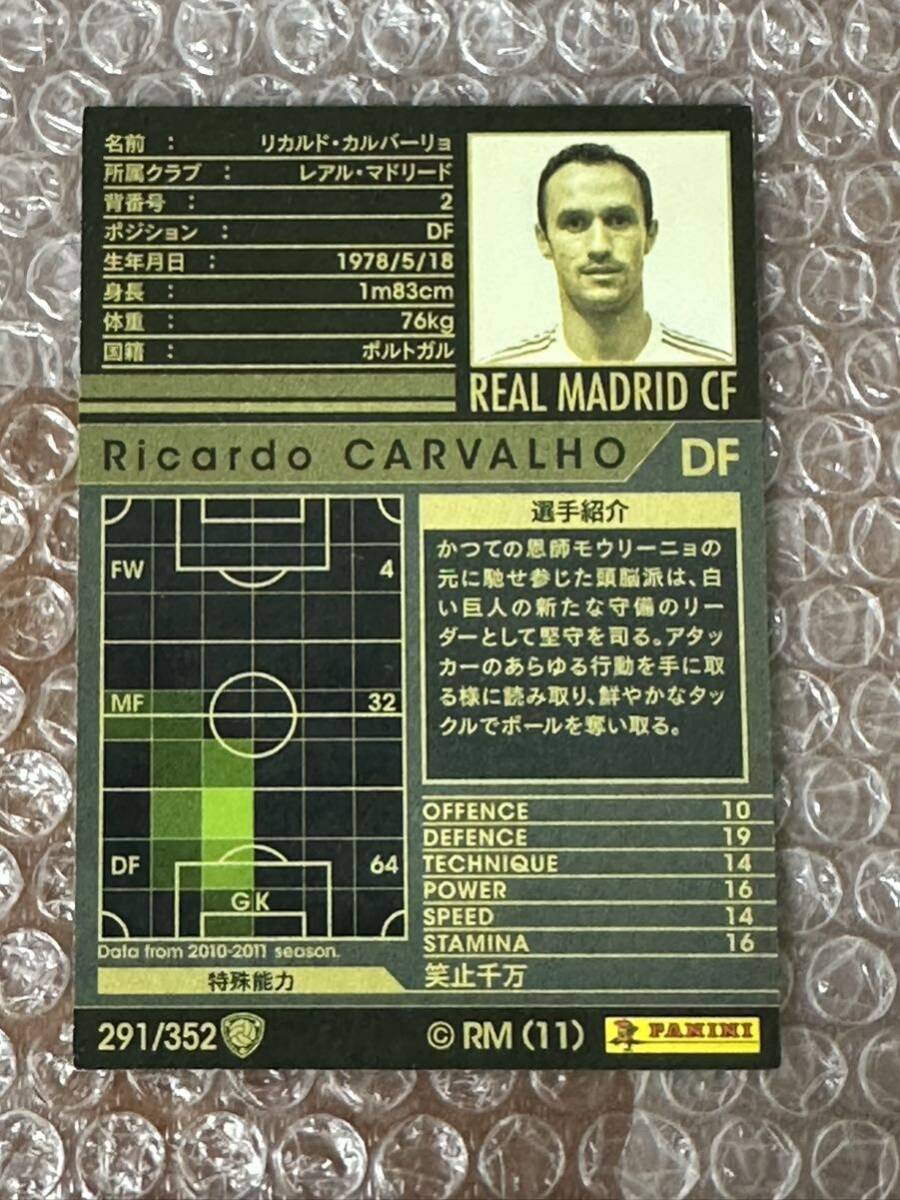 名前 : リカルド・カルバーリョ
所属クラブ : レアル・マドリード
背番号 : 2
ポジション : DF
生年月日 : 1978/5/18
身長 : 1m83cm
体重 : 76kg
国籍 : ポルトガル
REAL MADRID CF
Ricardo CARVALHO DF
FW 4
MF 32
DF 64
GK
Data from 2010-2011 season.
選手紹介
かつての恩師モウリーニョの
元に馳せ参じた頭脳派は、白
い巨人の新たな守備のリー
ダーとして堅守を司る。アタッ
カーのあらゆる行動を手に取
る様に読み取り、鮮やかなタッ
クルでボールを奪い取る。
OFFENCE 10
DEFENCE 19
TECHNIQUE 14
POWER 16
SPEED 14
STAMINA 16
特殊能力 笑止千万
291/352 © RM (11) PANINI